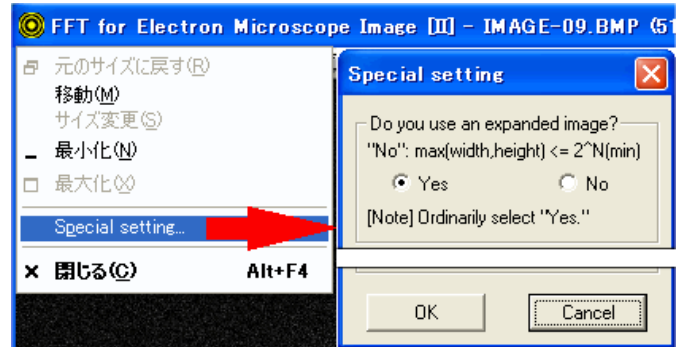 FFT for Electron Microscope Image [II] - IMAGE-09.BMP (51
元のサイズに戻す(R)
移動(M)
サイズ変更(S)
最小化(N)
最大化(X)
Special setting...
閉じる(C) Alt+F4
Special setting
Do you use an expanded image?
"No": max(width,height) <= 2^N(min)
Yes No
[Note] Ordinarily select "Yes."
OK Cancel